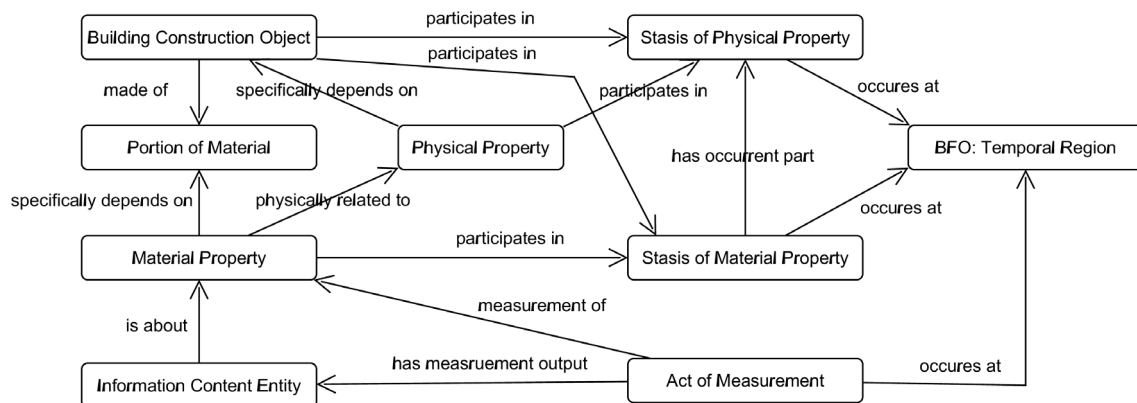 participates in
Building Construction Object
Stasis of Physical Property
participates in
made of
specifically depends on
participates in
occures at
Portion of Material
Physical Property
BFO: Temporal Region
has occurrent part
specifically depends on
physically related to
occures at
participates in
Material Property
Stasis of Material Property
measurement of
is about
has measruement output
occures at
Information Content Entity
Act of Measurement